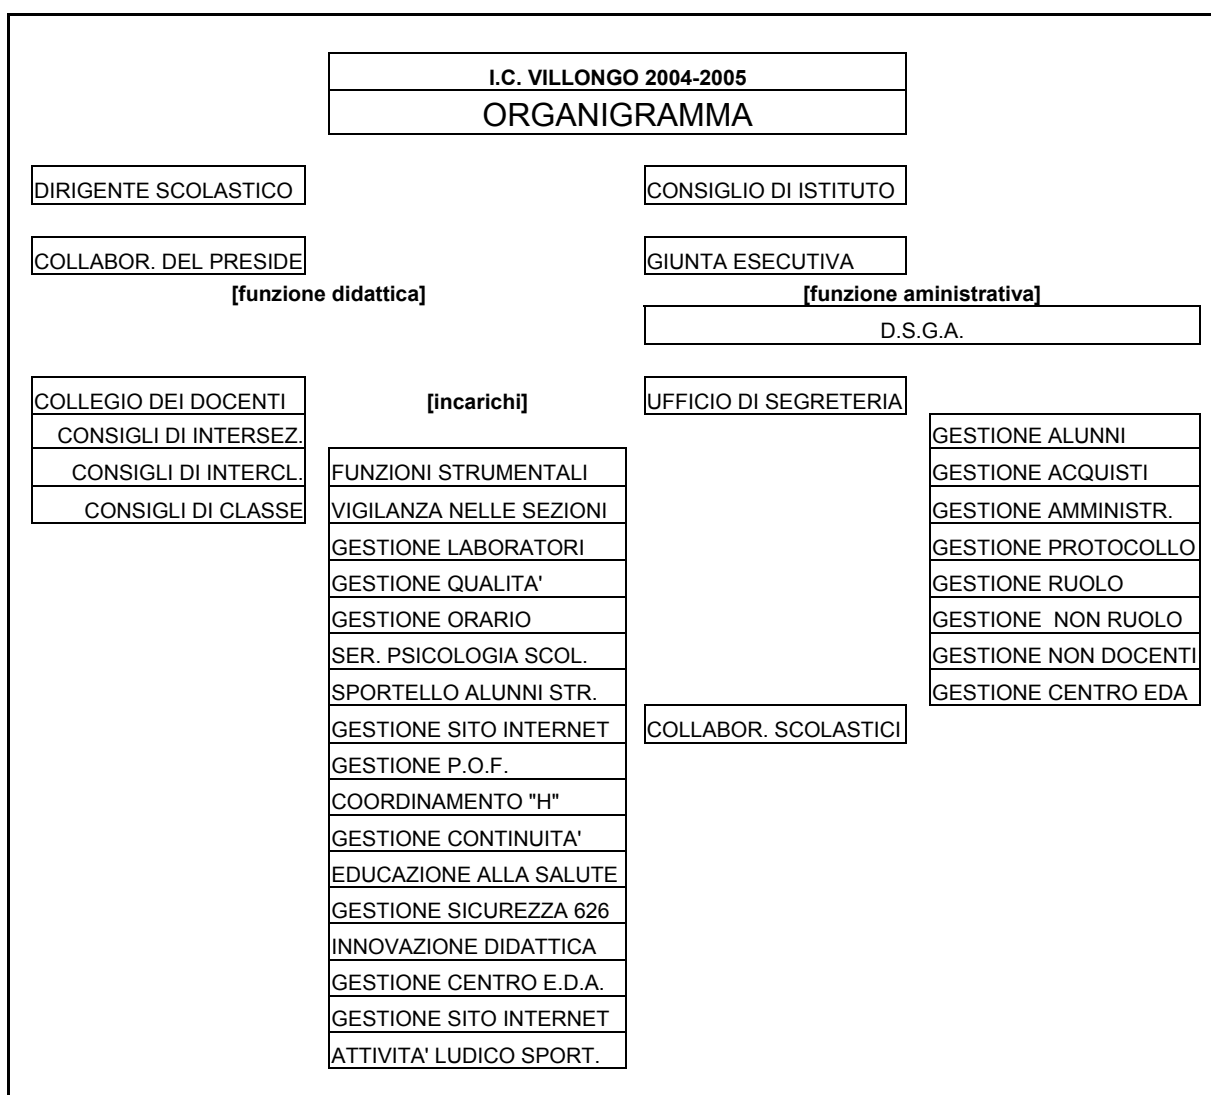 I.C. VILLONGO 2004-2005
ORGANIGRAMMA
DIRIGENTE SCOLASTICO
CONSIGLIO DI ISTITUTO
COLLABOR. DEL PRESIDE
GIUNTA ESECUTIVA
[funzione didattica]
[funzione aministrativa]
D.S.G.A.
COLLEGIO DEI DOCENTI
[incarichi]
UFFICIO DI SEGRETERIA
CONSIGLI DI INTERSEZ.
CONSIGLI DI INTERCL.
CONSIGLI DI CLASSE
FUNZIONI STRUMENTALI
VIGILANZA NELLE SEZIONI
GESTIONE LABORATORI
GESTIONE QUALITA'
GESTIONE ORARIO
SER. PSICOLOGIA SCOL.
SPORTELLO ALUNNI STR.
GESTIONE SITO INTERNET
GESTIONE P.O.F.
COORDINAMENTO "H"
GESTIONE CONTINUITA'
EDUCAZIONE ALLA SALUTE
GESTIONE SICUREZZA 626
INNOVAZIONE DIDATTICA
GESTIONE CENTRO E.D.A.
GESTIONE SITO INTERNET
ATTIVITA' LUDICO SPORT.
GESTIONE ALUNNI
GESTIONE ACQUISTI
GESTIONE AMMINISTR.
GESTIONE PROTOCOLLO
GESTIONE RUOLO
GESTIONE  NON RUOLO
GESTIONE NON DOCENTI
GESTIONE CENTRO EDA
COLLABOR. SCOLASTICI